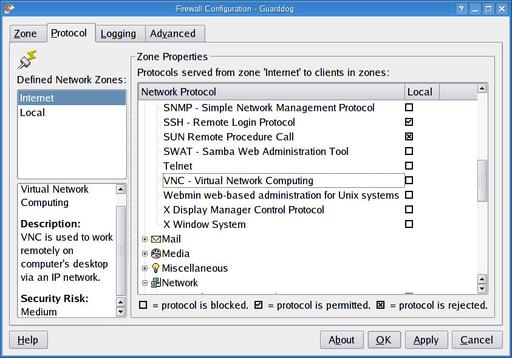 Firewall Configuration - Guarddog
Zone Protocol Logging Advanced
Defined Network Zones:
Internet
Local
Virtual Network
Computing
Description:
VNC is used to work
remotely on
computer's desktop
via an IP network.
Security Risk:
Medium
Zone Properties
Protocols served from zone 'Internet' to clients in zones:
Network Protocol Local
SNMP - Simple Network Management Protocol
SSH - Remote Login Protocol
SUN Remote Procedure Call
SWAT - Samba Web Administration Tool
Telnet
VNC - Virtual Network Computing
Webmin web-based administration for Unix systems
X Display Manager Control Protocol
X Window System
Mail
Media
Miscellaneous
Network
= protocol is blocked. = protocol is permitted. = protocol is rejected.
Help About OK Apply Cancel